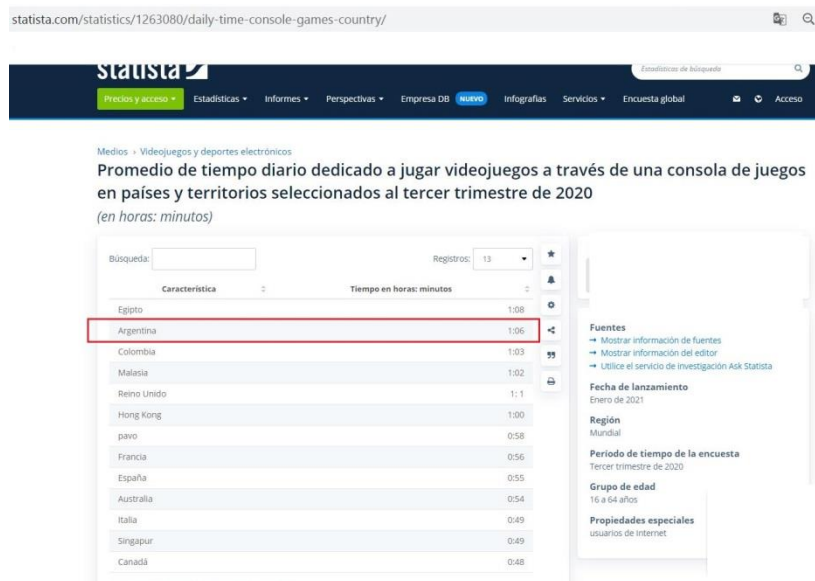 statista.com/statistics/1263080/daily-time-console-games-country/
statista
Estadísticas de búsqueda
Precios y acceso Estadísticas Informes Perspectivas Empresa DB NUEVO Infografías Servicios Encuesta global Acceso
Medios › Videojuegos y deportes electrónicos
Promedio de tiempo diario dedicado a jugar videojuegos a través de una consola de juegos
en países y territorios seleccionados al tercer trimestre de 2020
(en horas: minutos)
Búsqueda: Registros: 13
Característica Tiempo en horas: minutos
Egipto 1:08
Argentina 1:06
Colombia 1:03
Malasia 1:02
Reino Unido 1: 1
Hong Kong 1:00
pavo 0:58
Francia 0:56
España 0:55
Australia 0:54
Italia 0:49
Singapur 0:49
Canadá 0:48
Fuentes
→ Mostrar información de fuentes
→ Mostrar información del editor
→ Utilice el servicio de investigación Ask Statista
Fecha de lanzamiento
Enero de 2021
Región
Mundial
Período de tiempo de la encuesta
Tercer trimestre de 2020
Grupo de edad
16 a 64 años
Propiedades especiales
usuarios de Internet